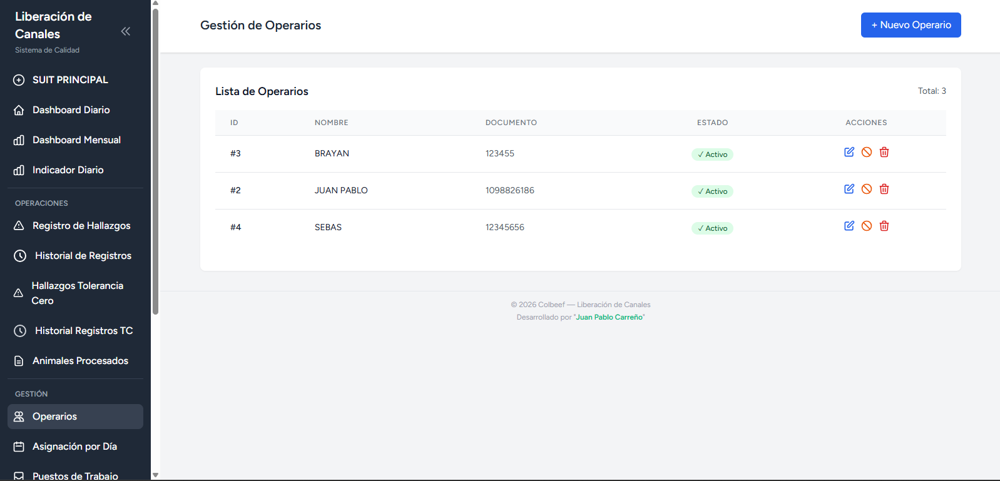 Liberación de
Canales
Sistema de Calidad
SUIT PRINCIPAL
Dashboard Diario
Dashboard Mensual
Indicador Diario
OPERACIONES
Registro de Hallazgos
Historial de Registros
Hallazgos Tolerancia
Cero
Historial Registros TC
Animales Procesados
GESTIÓN
Operarios
Asignación por Día
Puestos de Trabajo
Gestión de Operarios
+ Nuevo Operario
Lista de Operarios
Total: 3
ID NOMBRE DOCUMENTO ESTADO ACCIONES
#3 BRAYAN 123455 ✓ Activo
#2 JUAN PABLO 1098826186 ✓ Activo
#4 SEBAS 12345656 ✓ Activo
© 2026 Colbeef — Liberación de Canales
Desarrollado por "Juan Pablo Carreño"